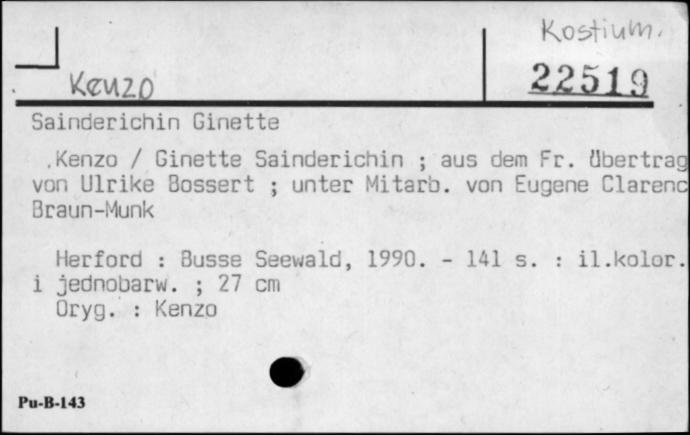 Kostium.
22519
Kenzo
Sainderichin Ginette
.Kenzo / Ginette Sainderichin ; aus dem Fr. übertrag
von Ulrike Bossert ; unter Mitarb. von Eugene Clarenc
Braun-Munk
Herford : Busse Seewald, 1990. - 141 s. : il.kolor.
i jednobarw. ; 27 cm
Oryg. : Kenzo
Pu-B-143